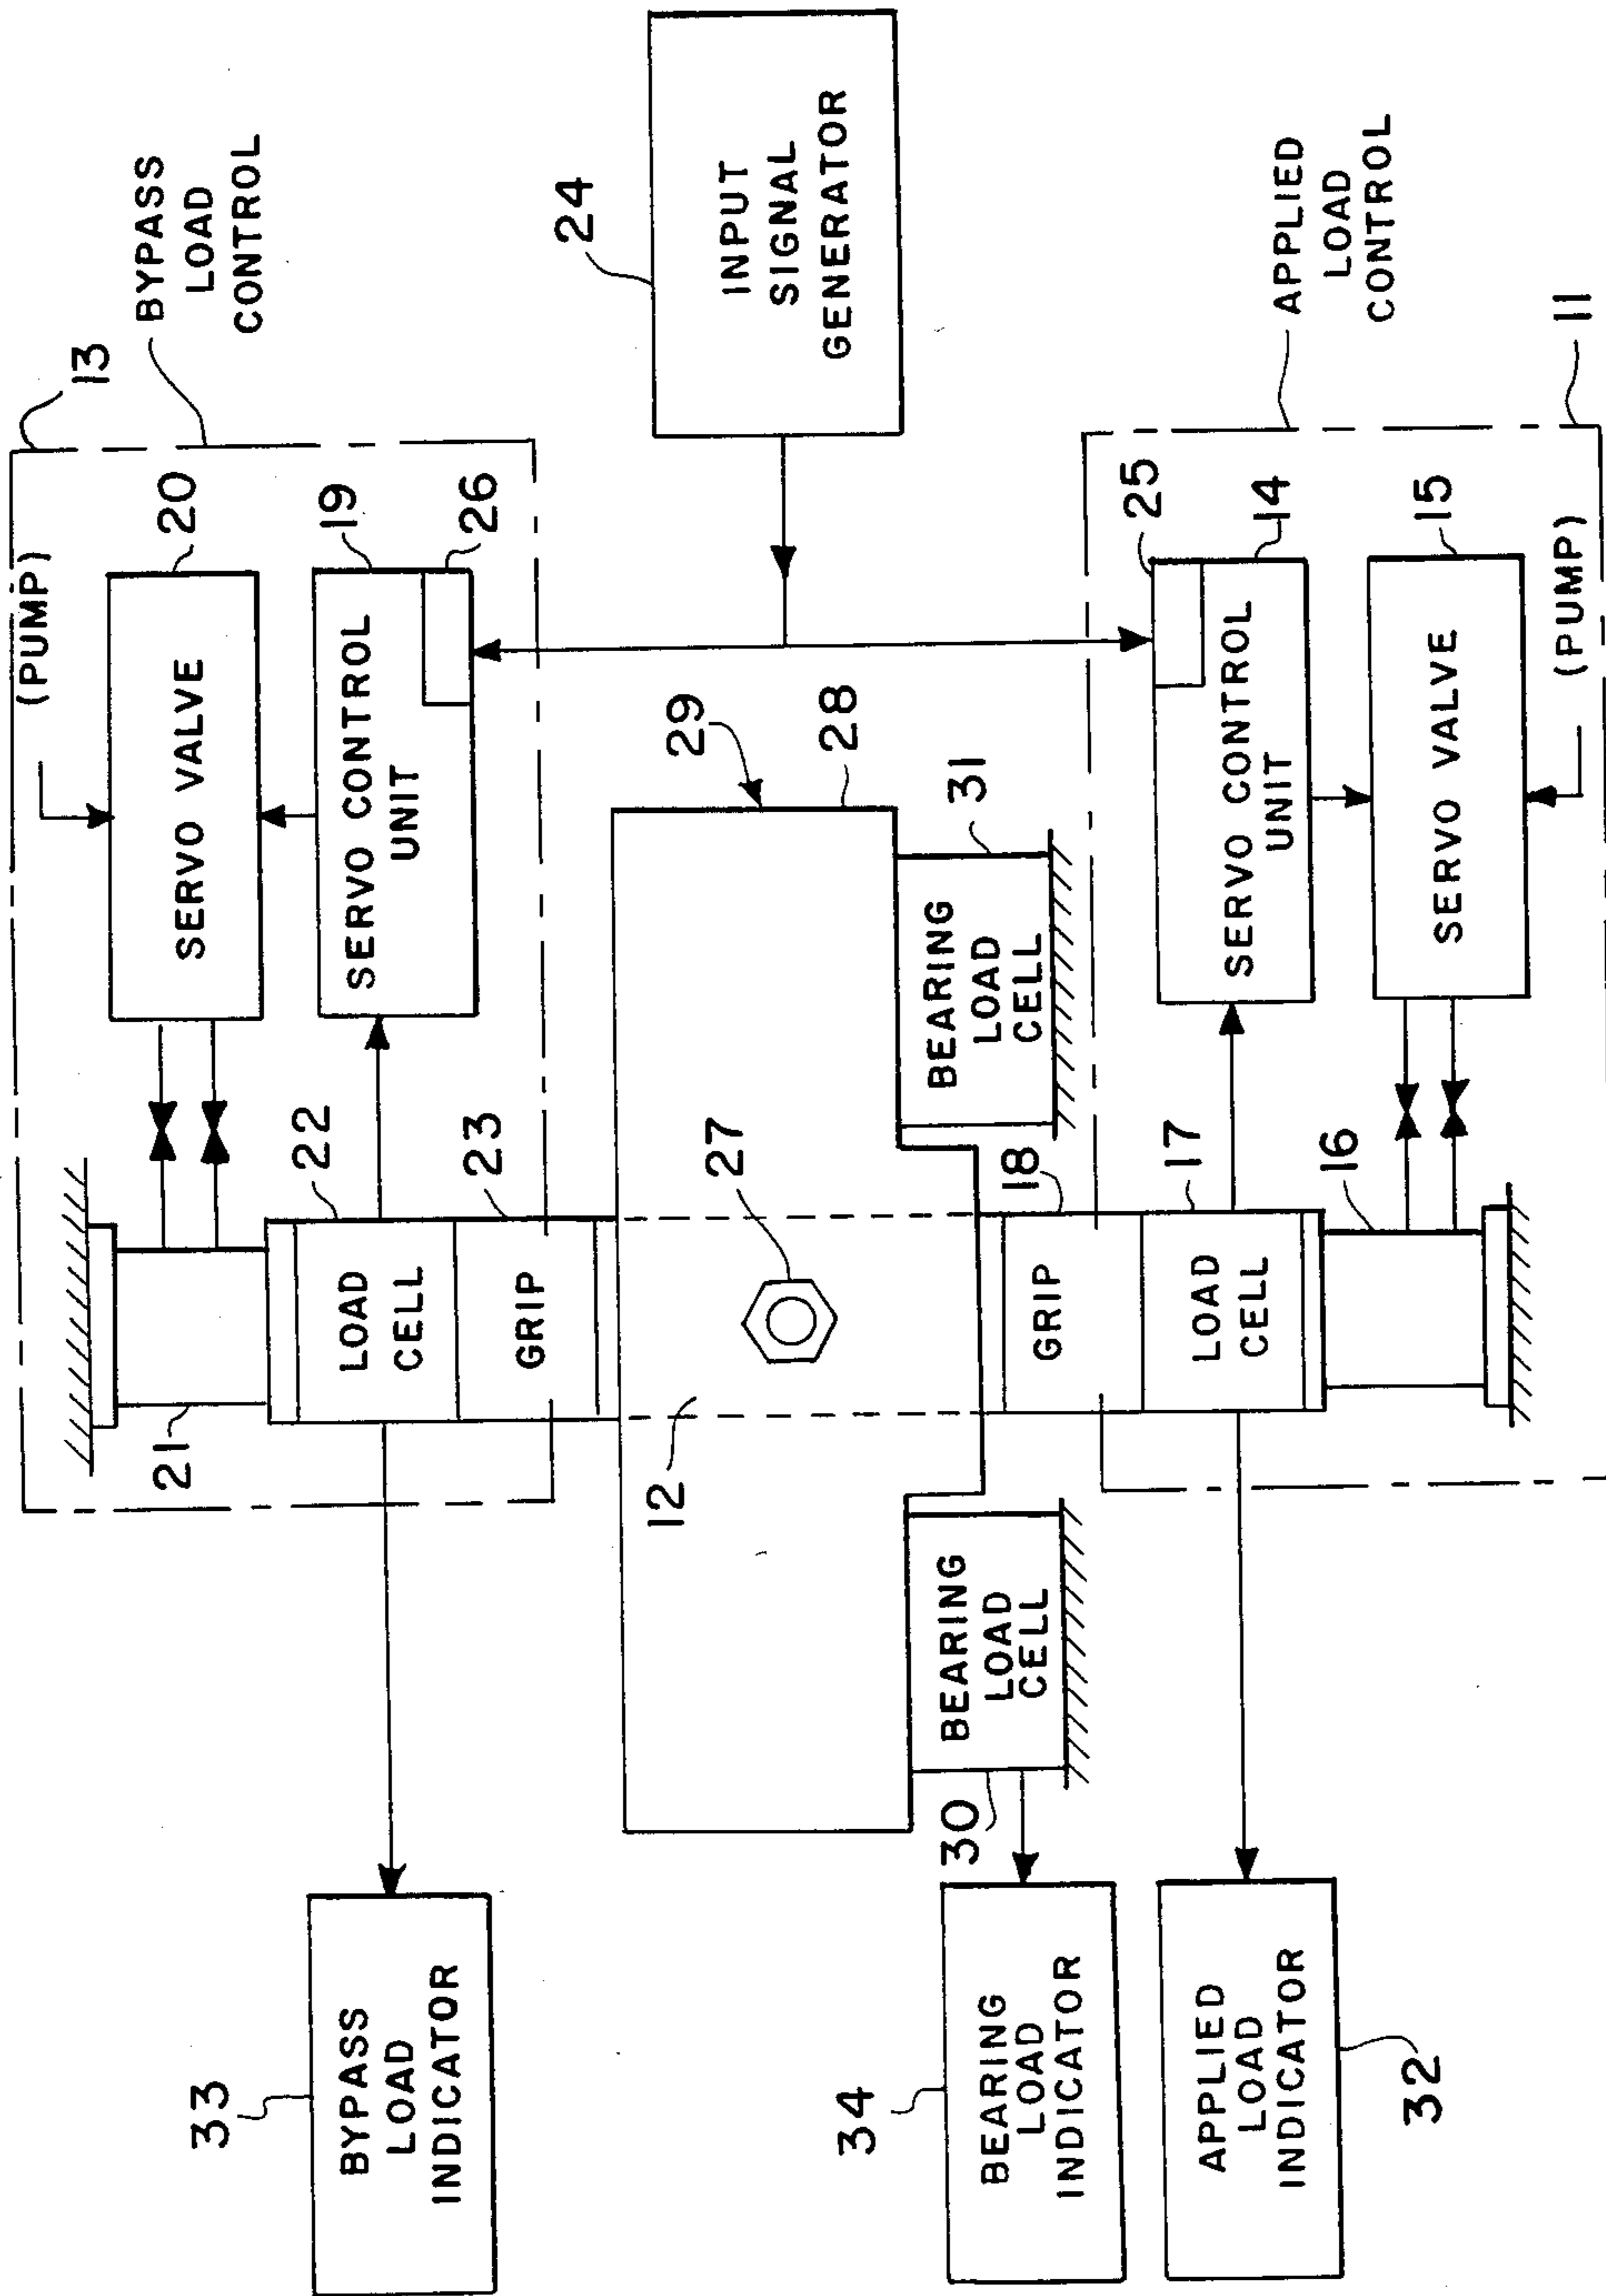 13
BYPASS
LOAD
CONTROL
(PUMP)
20
SERVO VALVE
19
26
SERVO CONTROL
UNIT
21
22
LOAD
CELL
23
GRIP
33
BYPASS
LOAD
INDICATOR
24
INPUT
SIGNAL
GENERATOR
29
28
27
12
31
BEARING
LOAD
CELL
BEARING
LOAD
CELL
30
34
BEARING
LOAD
INDICATOR
APPLIED
LOAD
CONTROL
11
25
14
SERVO CONTROL
UNIT
15
SERVO VALVE
(PUMP)
18
GRIP
17
LOAD
CELL
16
APPLIED
LOAD
INDICATOR
32